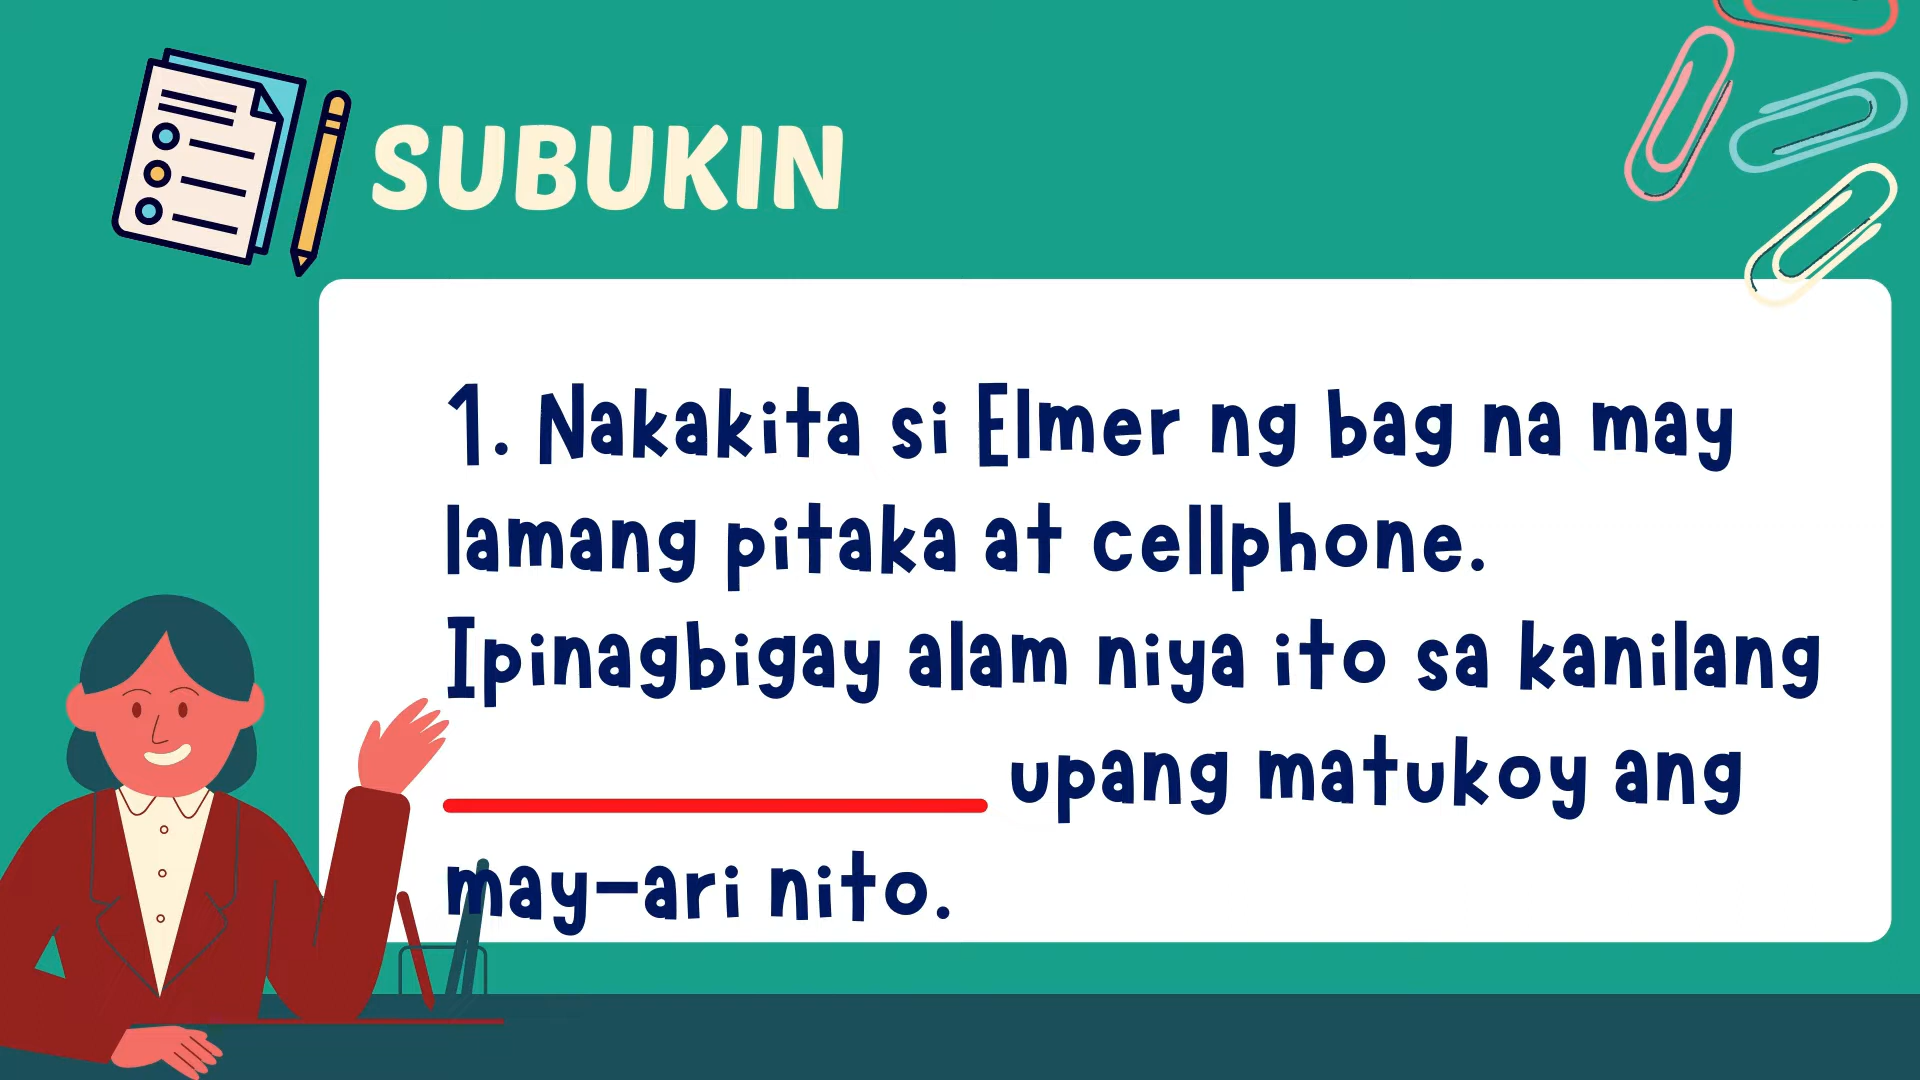 SUBUKIN
1. Nakakita si Elmer ng bag na may
lamang pitaka at cellphone.
Ipinagbigay alam niya ito sa kanilang
upang matukoy ang
may-ari nito.